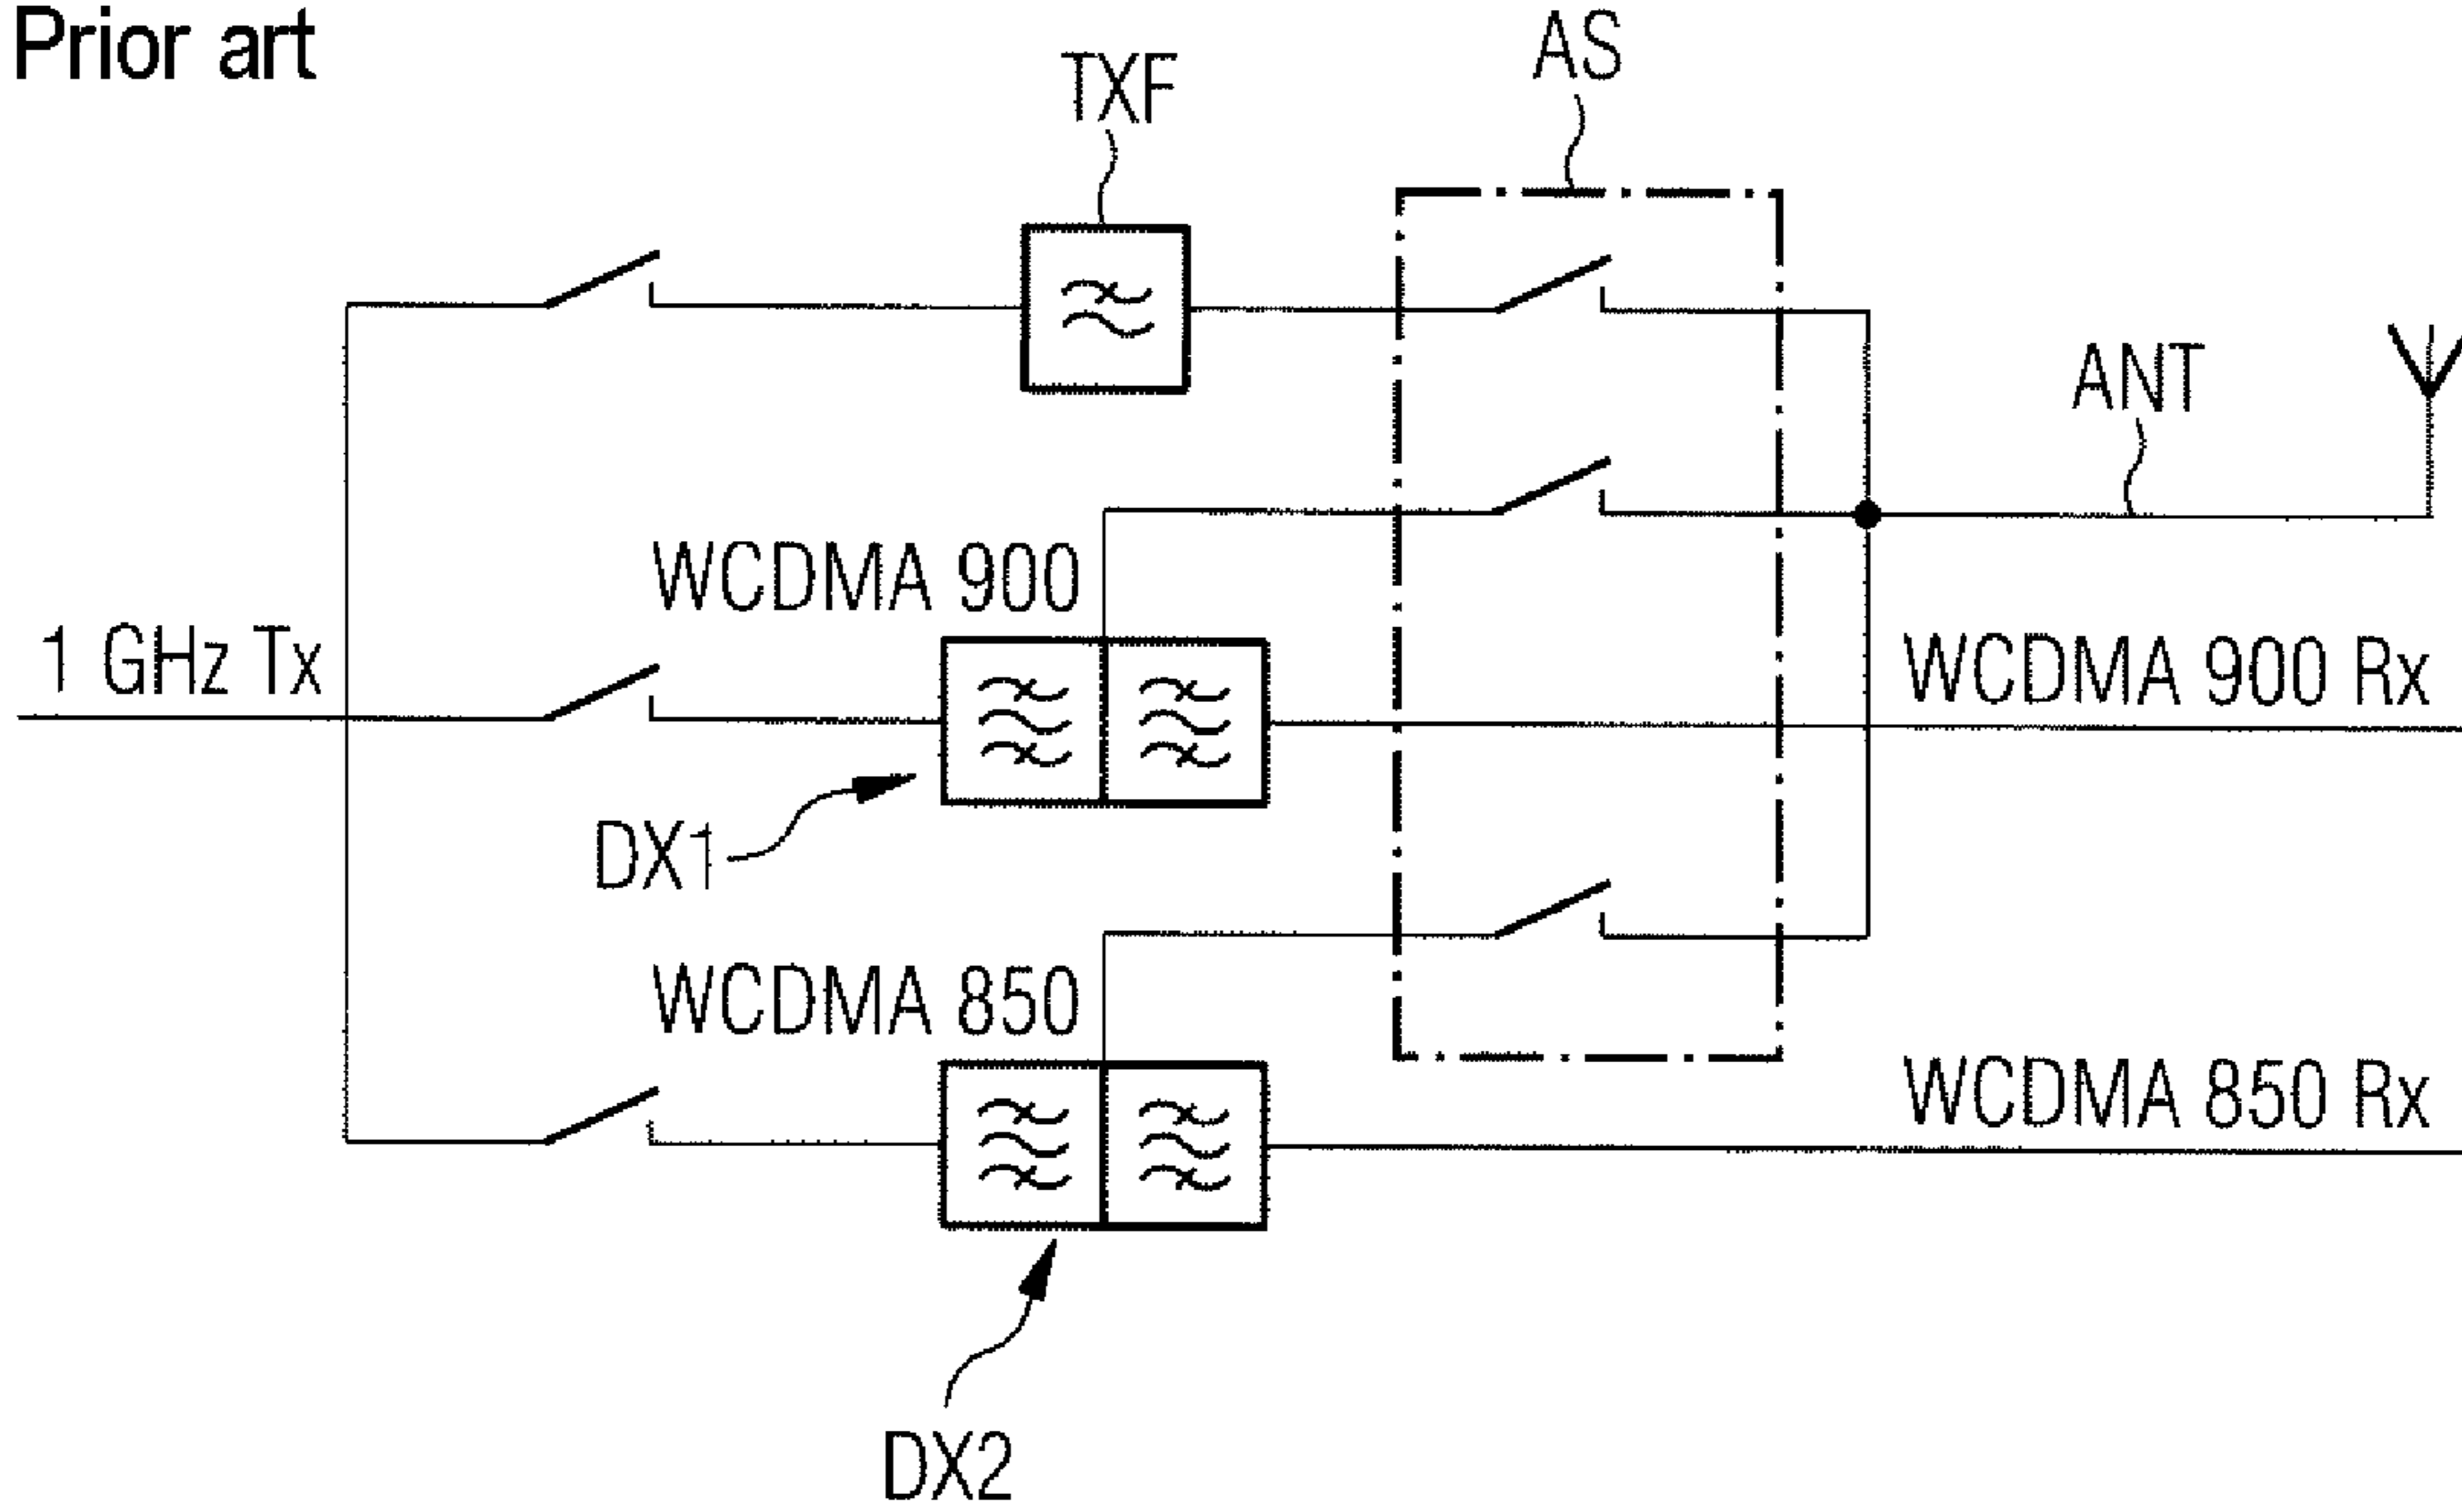 Prior art
TXF
AS
ANT
WCDMA 900
1 GHz Tx
WCDMA 900 Rx
DX1
WCDMA 850
WCDMA 850 Rx
DX2